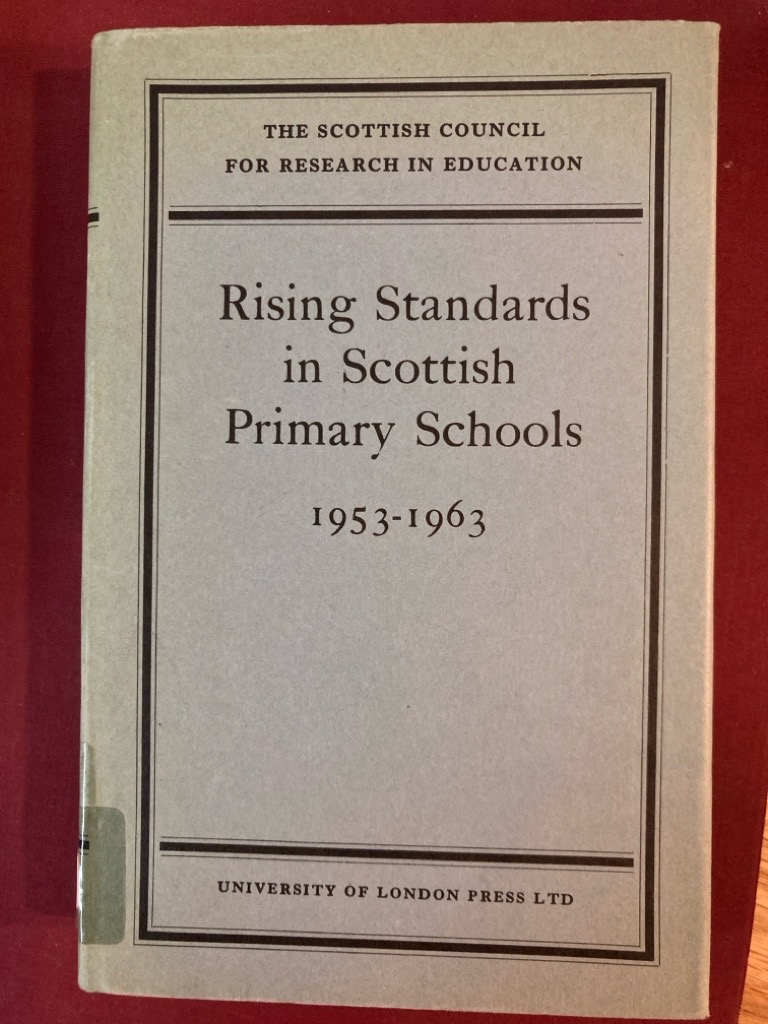 THE SCOTTISH COUNCIL
FOR RESEARCH IN EDUCATION
Rising Standards
in Scottish
Primary Schools
1953-1963
UNIVERSITY OF LONDON PRESS LTD